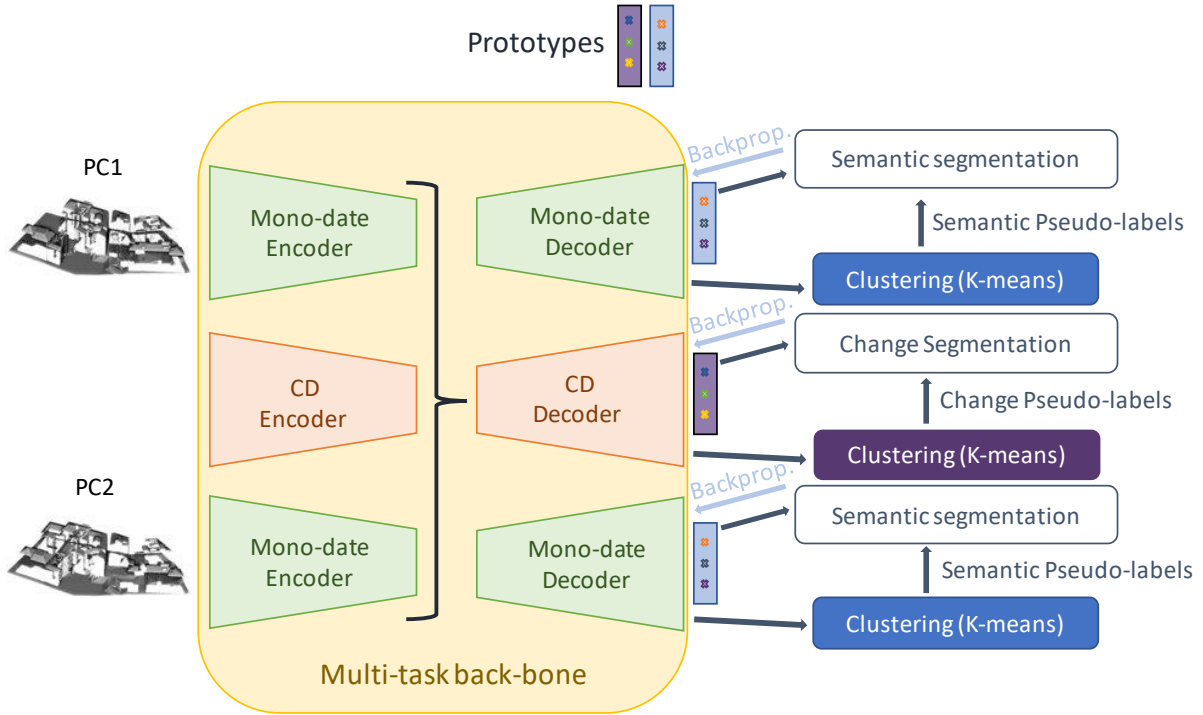 Prototypes
PC1
Mono-date
Encoder
Mono-date
Decoder
Backprop.
Semantic segmentation
Semantic Pseudo-labels
Clustering (K-means)
CD
Encoder
CD
Decoder
Backprop.
Change Segmentation
Change Pseudo-labels
Clustering (K-means)
PC2
Mono-date
Encoder
Mono-date
Decoder
Backprop.
Semantic segmentation
Semantic Pseudo-labels
Clustering (K-means)
Multi-task back-bone